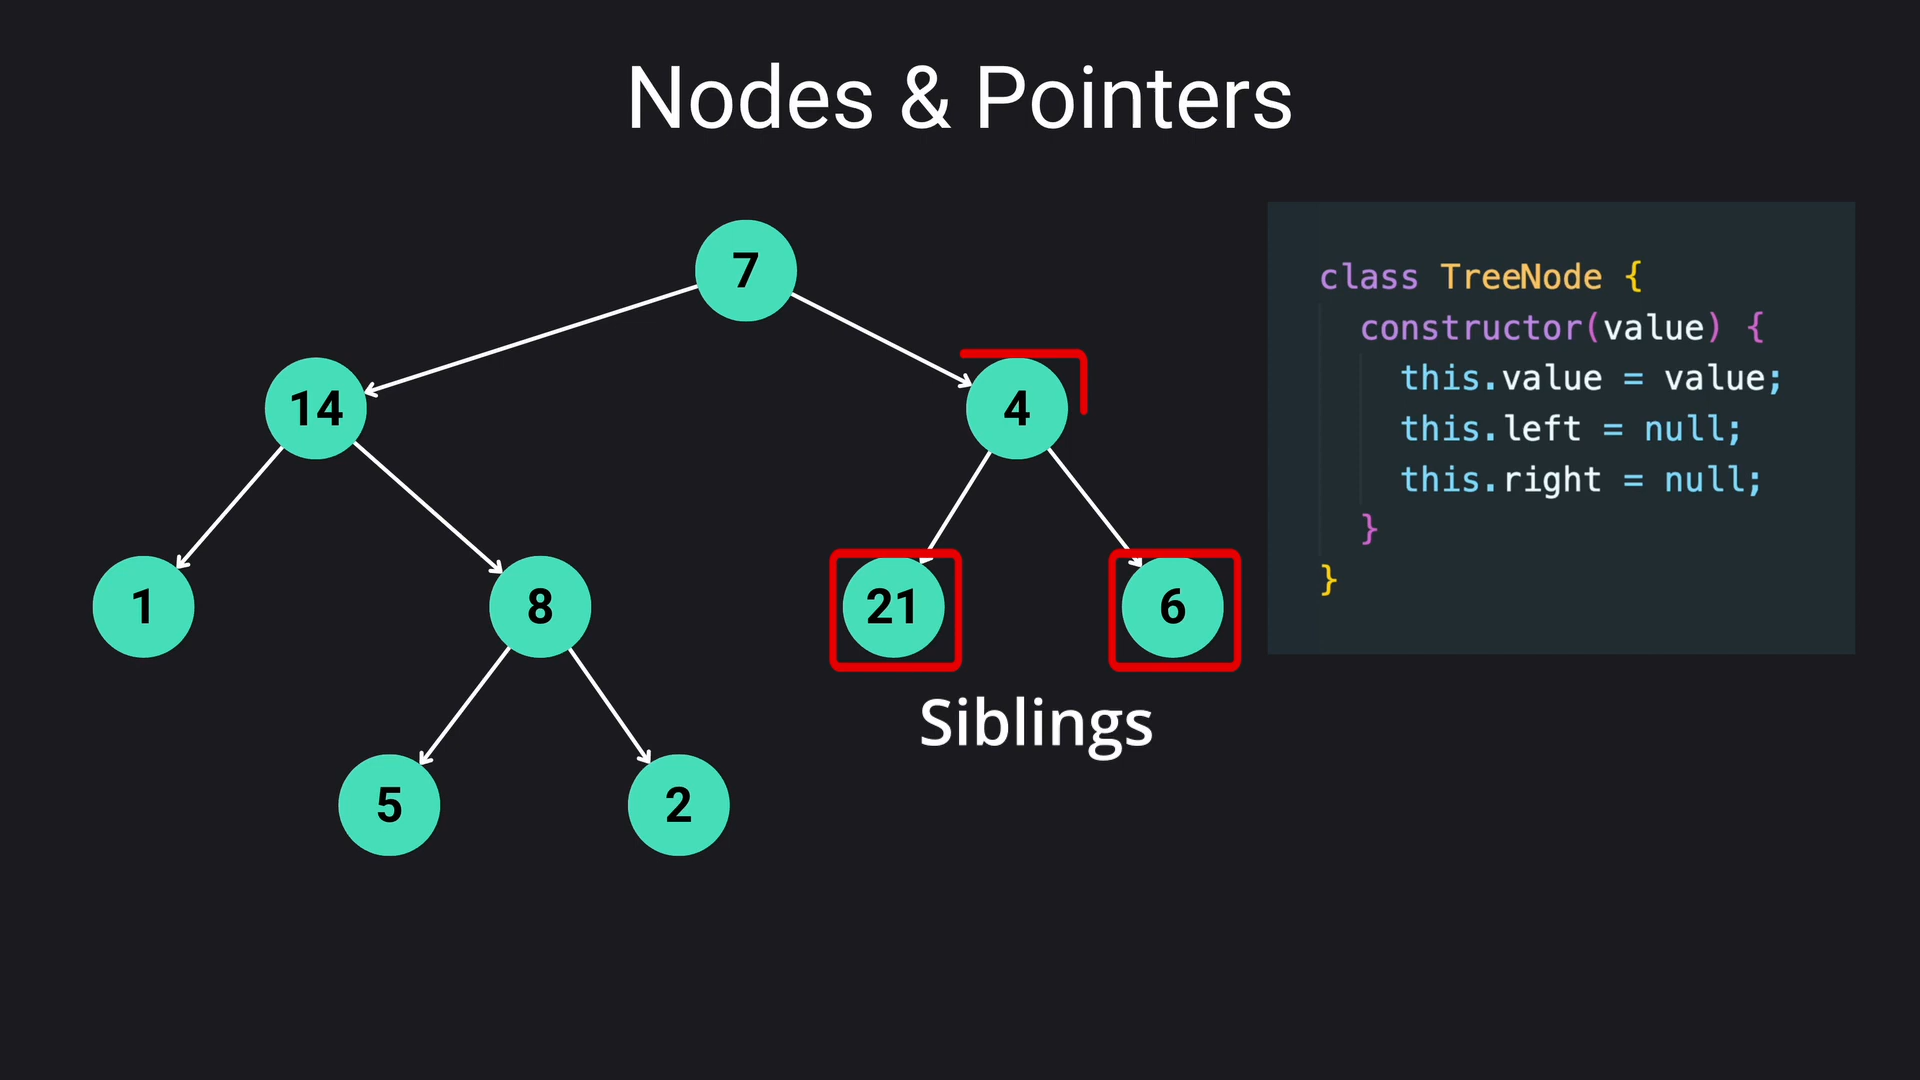 Nodes & Pointers
7
14
4
1
8
21
6
5
2
Siblings
class TreeNode {
constructor(value) {
this.value = value;
this.left = null;
this.right = null;
}
}